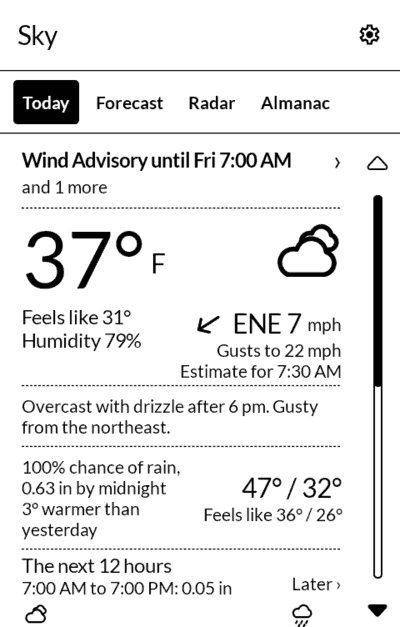 Sky
Today Forecast Radar Almanac
Wind Advisory until Fri 7:00 AM ›
and 1 more
37° F
Feels like 31°
Humidity 79%
ENE 7 mph
Gusts to 22 mph
Estimate for 7:30 AM
Overcast with drizzle after 6 pm. Gusty
from the northeast.
100% chance of rain,
0.63 in by midnight
3° warmer than
yesterday
47° / 32°
Feels like 36° / 26°
The next 12 hours
7:00 AM to 7:00 PM: 0.05 in
Later ›